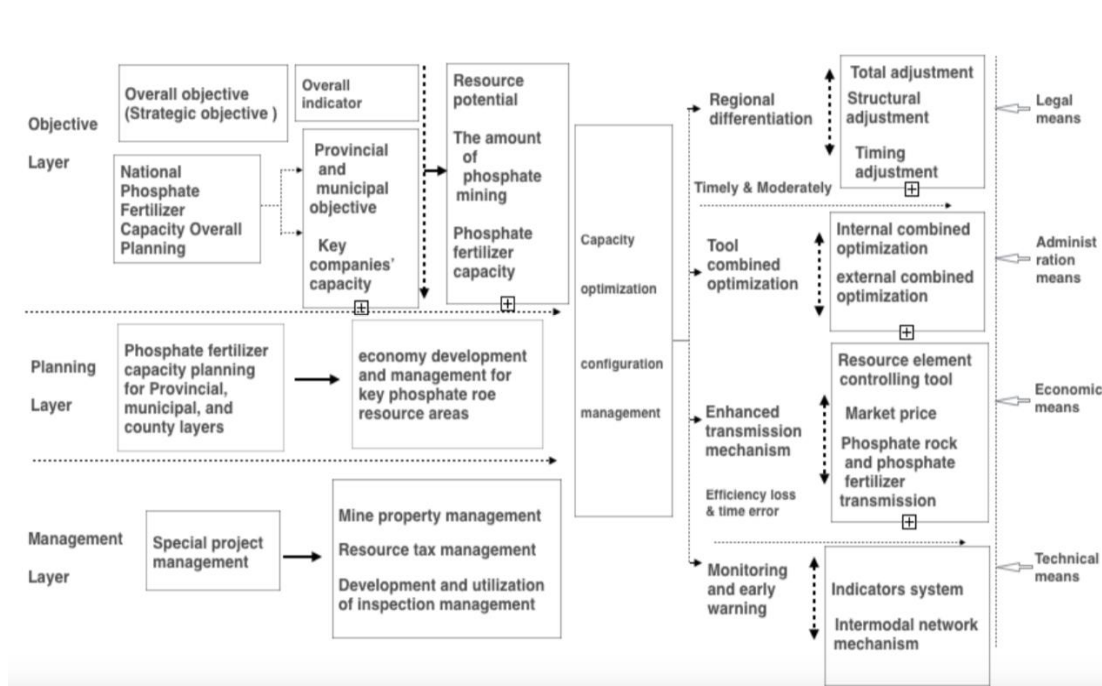 Objective
Layer
Overall objective
(Strategic objective )
National
Phosphate
Fertilizer
Capacity Overall
Planning
Overall
indicator
Provincial
and
municipal
objective
Key
companies’
capacity
Resource
potential
The amount
of
phosphate
mining
Phosphate
fertilizer
capacity
Planning
Layer
Phosphate fertilizer
capacity planning
for Provincial,
municipal, and
county layers
economy development
and management for
key phosphate roe
resource areas
Management
Layer
Special project
management
Mine property management
Resource tax management
Development and utilization
of inspection management
Capacity
optimization
configuration
management
Regional
differentiation
Total adjustment
Structural
adjustment
Timing
adjustment
Timely & Moderately
Tool
combined
optimization
Internal combined
optimization
external combined
optimization
Enhanced
transmission
mechanism
Efficiency loss
& time error
Resource element
controlling tool
Market price
Phosphate rock
and phosphate
fertilizer
transmission
Monitoring
and early
warning
Indicators system
Intermodal network
mechanism
Legal
means
Administ
ration
means
Economic
means
Technical
means